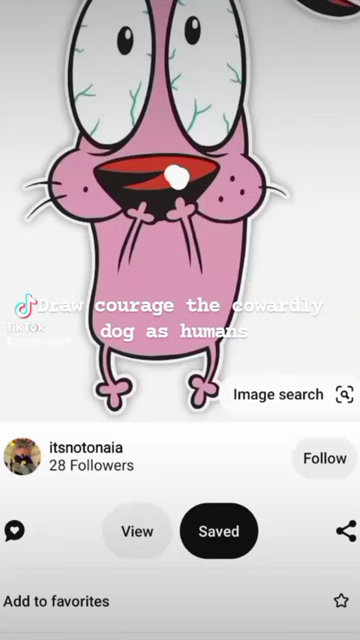 Draw courage the cowardly
dog as humans
TikTok
Image search
itsnotonaia
28 Followers
Follow
View
Saved
Add to favorites